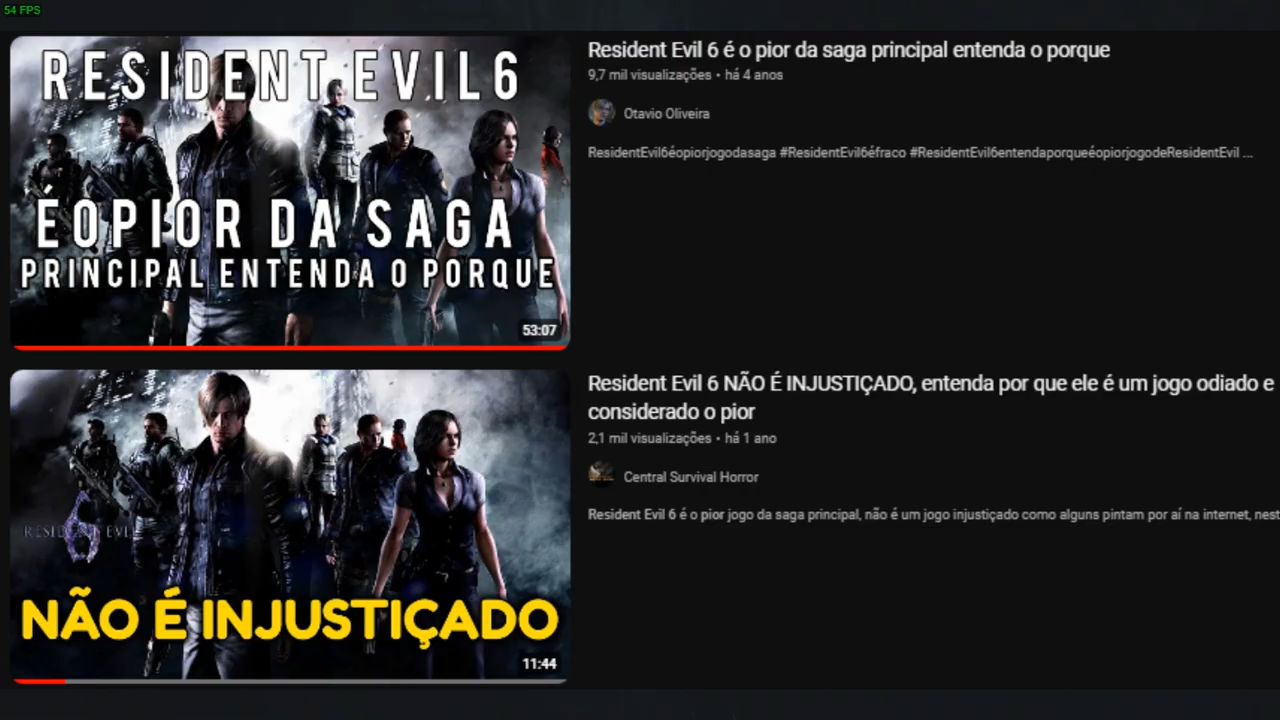 54 FPS
RESIDENT EVIL 6
E O PIOR DA SAGA
PRINCIPAL ENTENDA O PORQUE
53:07
Resident Evil 6 é o pior da saga principal entenda o porque
9,7 mil visualizações • há 4 anos
Otavio Oliveira
ResidentEvil6éopiorjogodasaga #ResidentEvil6éfraco #ResidentEvil6entendaporqueéopiorjogodeResidentEvil ...
RESIDENT EVIL
6
NÃO É INJUSTIÇADO
11:44
Resident Evil 6 NÃO É INJUSTIÇADO, entenda por que ele é um jogo odiado e
considerado o pior
2,1 mil visualizações • há 1 ano
Central Survival Horror
Resident Evil 6 é o pior jogo da saga principal, não é um jogo injustiçado como alguns pintam por aí na internet, nest